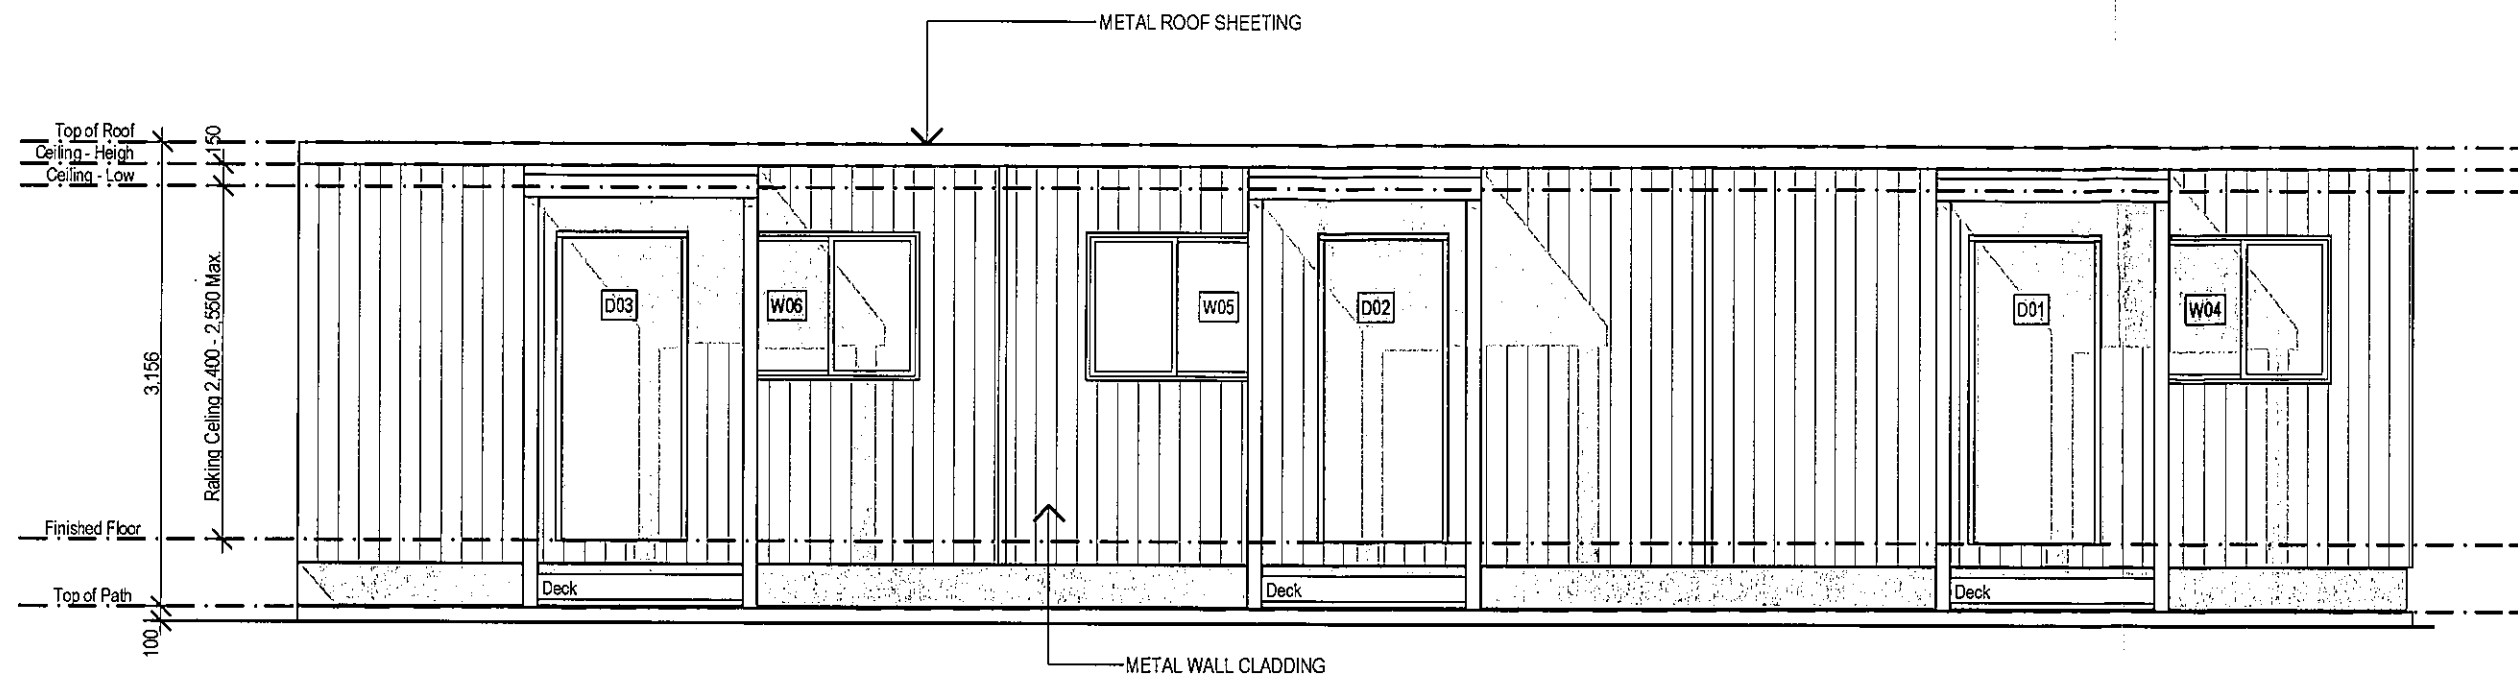 METAL ROOF SHEETING
Top of Roof
Ceiling - Heigh
Ceiling - Low
150
Raking Ceiling 2,400 - 2,550 Max.
3,156
D03
W06
W05
D02
D01
W04
Finished Floor
Top of Path
100
Deck
Deck
Deck
METAL WALL CLADDING